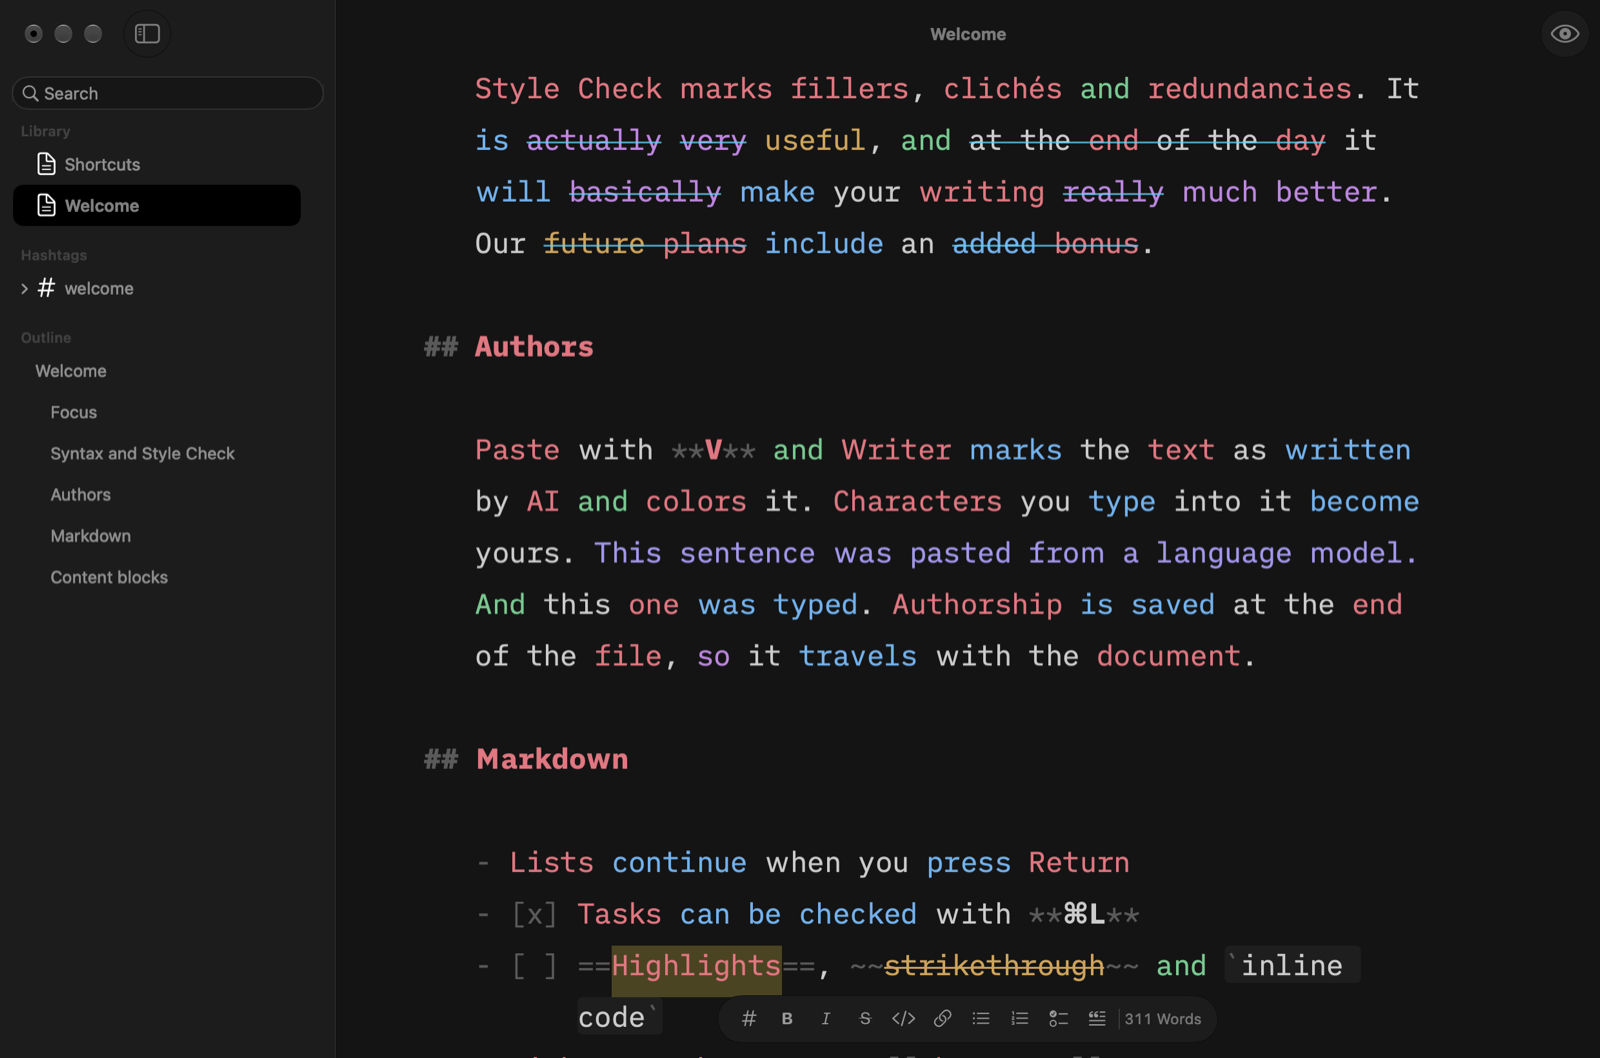 Welcome
Search
Library
Shortcuts
Welcome
Hashtags
# welcome
Outline
Welcome
Focus
Syntax and Style Check
Authors
Markdown
Content blocks
Style Check marks fillers, clichés and redundancies. It
is actually very useful, and at the end of the day it
will basically make your writing really much better.
Our future plans include an added bonus.
## Authors
Paste with **V** and Writer marks the text as written
by AI and colors it. Characters you type into it become
yours. This sentence was pasted from a language model.
And this one was typed. Authorship is saved at the end
of the file, so it travels with the document.
## Markdown
- Lists continue when you press Return
- [x] Tasks can be checked with **⌘L**
- [ ] ==Highlights==, ~~strikethrough~~ and `inline
code`
# B I S </> 311 Words